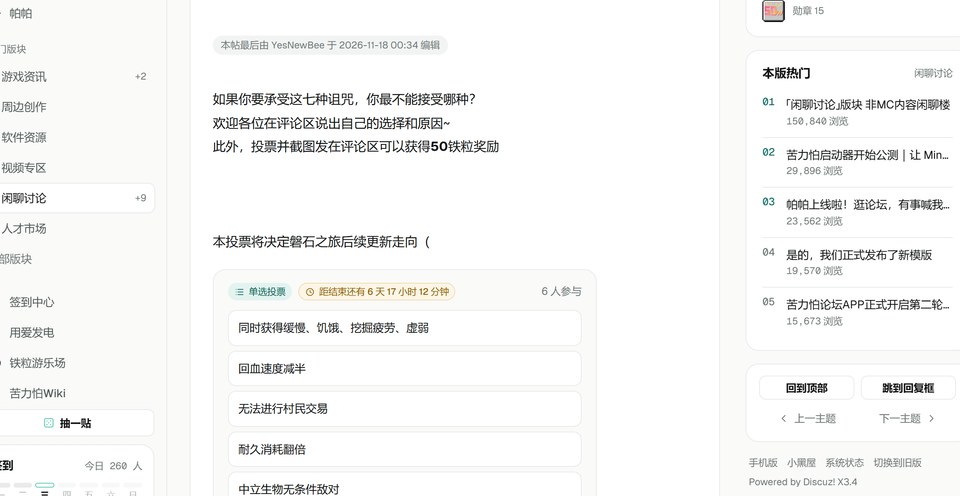 帕帕
门版块
游戏资讯 +2
周边创作
软件资源
视频专区
闲聊讨论 +9
人才市场
部版块
签到中心
用爱发电
铁粒游乐场
苦力怕Wiki
抽一贴
签到 今日 260 人
一 二 三 四 五 六 日
本帖最后由 YesNewBee 于 2026-11-18 00:34 编辑
如果你要承受这七种诅咒，你最不能接受哪种？
欢迎各位在评论区说出自己的选择和原因~
此外，投票并截图发在评论区可以获得50铁粒奖励
本投票将决定磐石之旅后续更新走向（
单选投票 距结束还有 6 天 17 小时 12 分钟 6 人参与
同时获得缓慢、饥饿、挖掘疲劳、虚弱
回血速度减半
无法进行村民交易
耐久消耗翻倍
中立生物无条件敌对
勋章 15
本版热门 闲聊讨论
01 「闲聊讨论」版块 非MC内容闲聊楼
150,840 浏览
02 苦力怕启动器开始公测｜让 Min...
29,896 浏览
03 帕帕上线啦！逛论坛，有事喊我...
23,562 浏览
04 是的，我们正式发布了新模版
19,570 浏览
05 苦力怕论坛APP正式开启第二轮...
15,673 浏览
回到顶部 跳到回复框
上一主题 下一主题
手机版 小黑屋 系统状态 切换到旧版
Powered by Discuz! X3.4